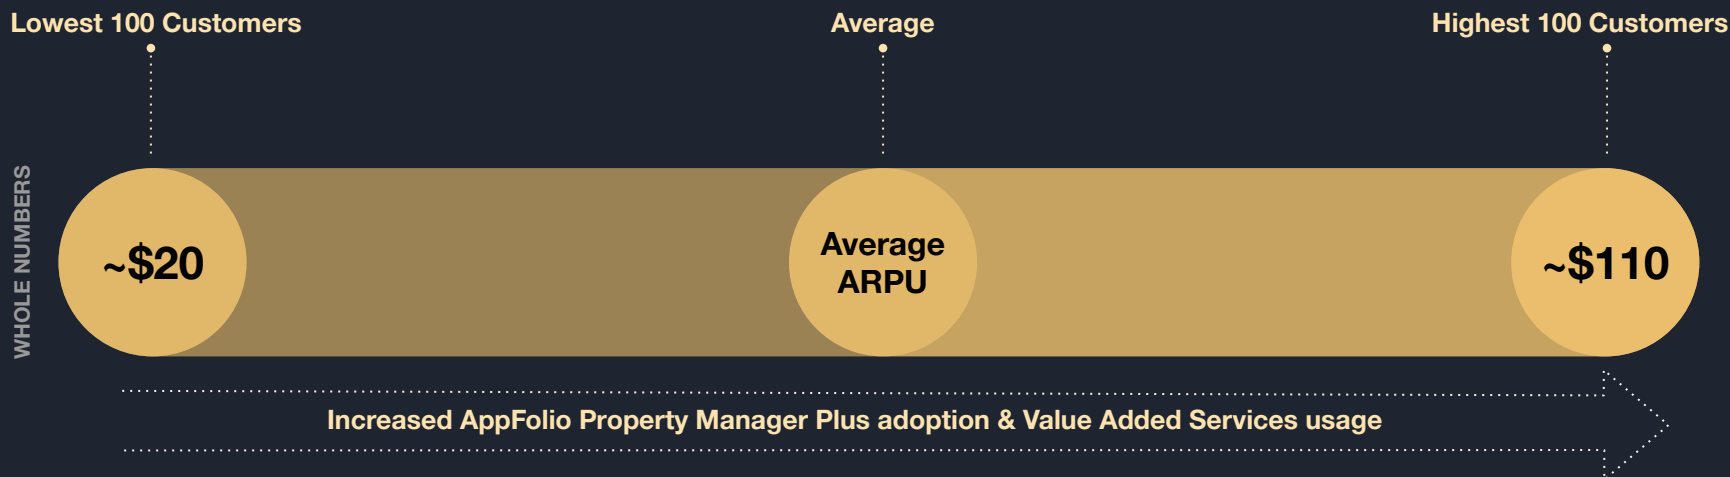 Lowest 100 Customers
Average
Highest 100 Customers
WHOLE NUMBERS
~$20
Average
ARPU
~$110
Increased AppFolio Property Manager Plus adoption & Value Added Services usage